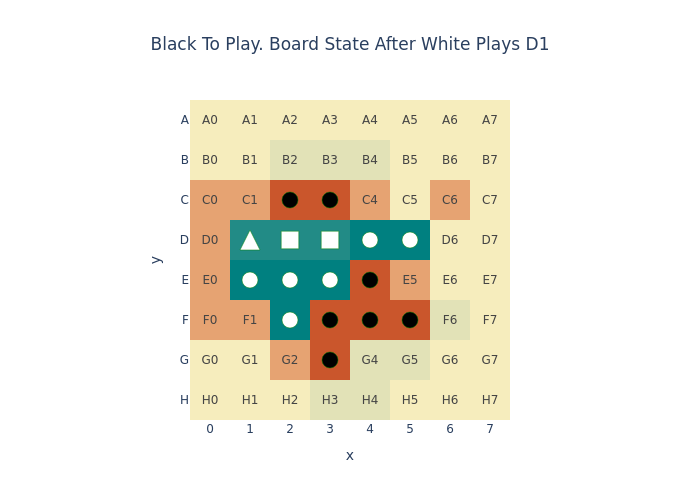 Black To Play. Board State After White Plays D1
A A0 A1 A2 A3 A4 A5 A6 A7
B B0 B1 B2 B3 B4 B5 B6 B7
C C0 C1 C4 C5 C6 C7
D D0 D6 D7
y
E E0 E5 E6 E7
F F0 F1 F6 F7
G G0 G1 G2 G4 G5 G6 G7
H H0 H1 H2 H3 H4 H5 H6 H7
0 1 2 3 4 5 6 7
x